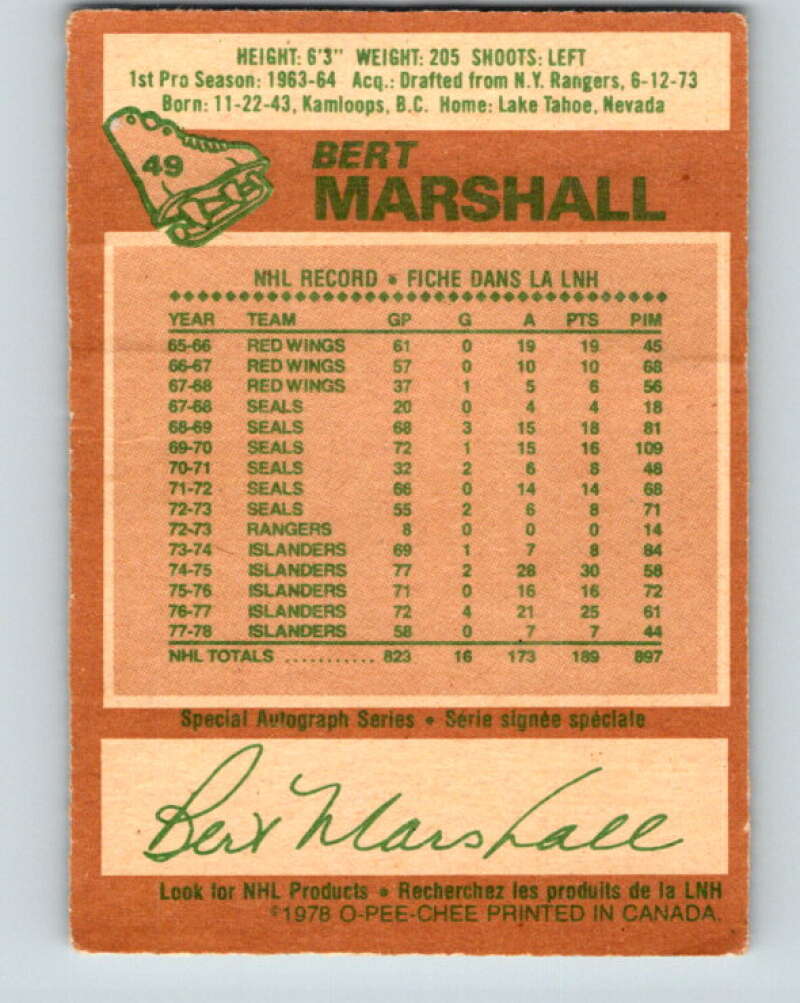 HEIGHT: 6'3" WEIGHT: 205 SHOOTS: LEFT
1st Pro Season: 1963-64 Acq.: Drafted from N.Y. Rangers, 6-12-73
Born: 11-22-43, Kamloops, B.C. Home: Lake Tahoe, Nevada
49
BERT
MARSHALL
NHL RECORD • FICHE DANS LA LNH
YEAR TEAM GP G A PTS PIM
65-66 RED WINGS 61 0 19 19 45
66-67 RED WINGS 57 0 10 10 68
67-68 RED WINGS 37 1 5 6 56
67-68 SEALS 20 0 4 4 18
68-69 SEALS 68 3 15 18 81
69-70 SEALS 72 1 15 16 109
70-71 SEALS 32 2 6 8 48
71-72 SEALS 66 0 14 14 68
72-73 SEALS 55 2 6 8 71
72-73 RANGERS 8 0 0 0 14
73-74 ISLANDERS 69 1 7 8 84
74-75 ISLANDERS 77 2 28 30 58
75-76 ISLANDERS 71 0 16 16 72
76-77 ISLANDERS 72 4 21 25 61
77-78 ISLANDERS 58 0 7 7 44
NHL TOTALS ........... 823 16 173 189 897
Special Autograph Series • Série signée spéciale
Bert Marshall
Look for NHL Products • Recherchez les produits de la LNH
©1978 O-PEE-CHEE PRINTED IN CANADA.